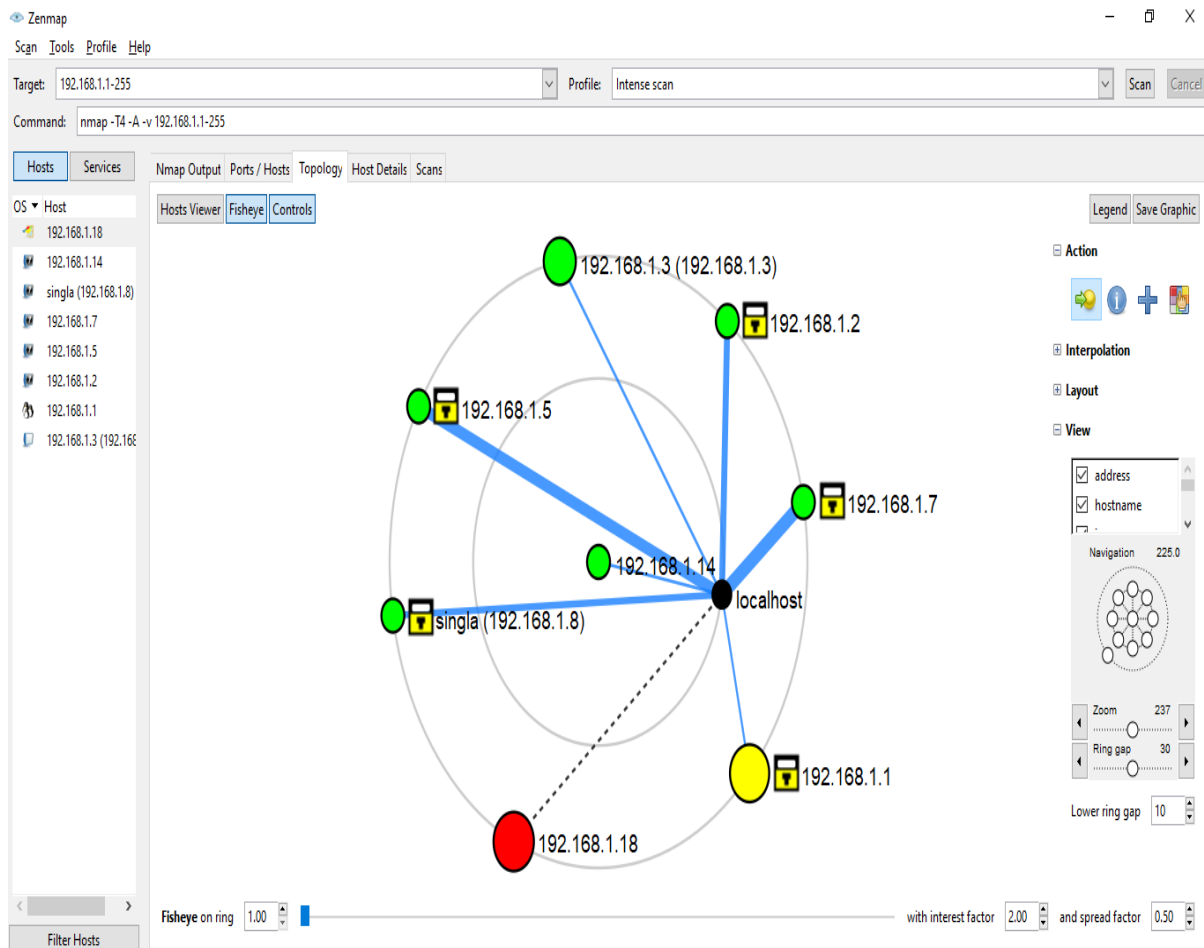 Zenmap
Scan Tools Profile Help
Target: 192.168.1.1-255 Profile: Intense scan Scan Cancel
Command: nmap -T4 -A -v 192.168.1.1-255
Hosts Services
Nmap Output Ports / Hosts Topology Host Details Scans
OS Host
192.168.1.18
192.168.1.14
singla (192.168.1.8)
192.168.1.7
192.168.1.5
192.168.1.2
192.168.1.1
192.168.1.3 (192.168
Filter Hosts
Hosts Viewer Fisheye Controls
Legend Save Graphic
192.168.1.3 (192.168.1.3)
192.168.1.2
192.168.1.5
192.168.1.7
192.168.1.14
localhost
singla (192.168.1.8)
192.168.1.1
192.168.1.18
Action
Interpolation
Layout
View
address
hostname
Navigation 225.0
Zoom 237
Ring gap 30
Lower ring gap 10
Fisheye on ring 1.00 with interest factor 2.00 and spread factor 0.50